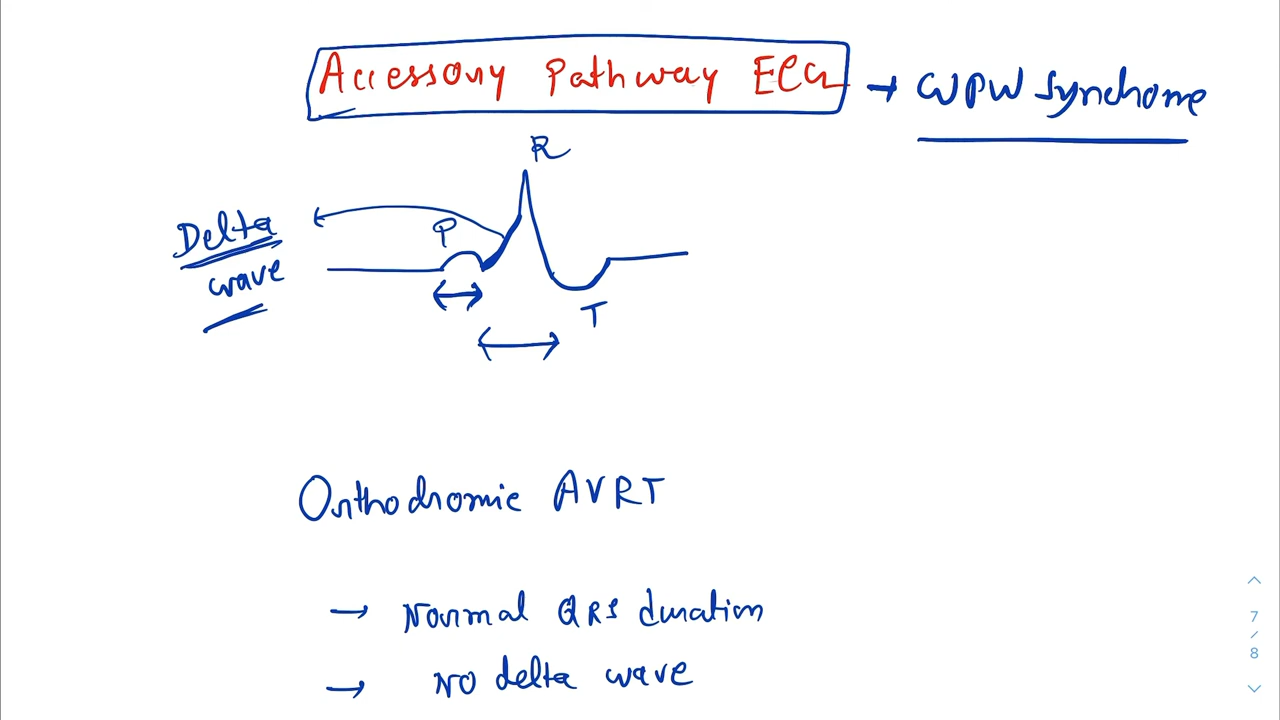 Accessory Pathway ECG → WPW Syndrome
R
Delta
wave
P
T
Orthodromic AVRT
→ Normal QRS duration
→ NO delta wave
7
/
8